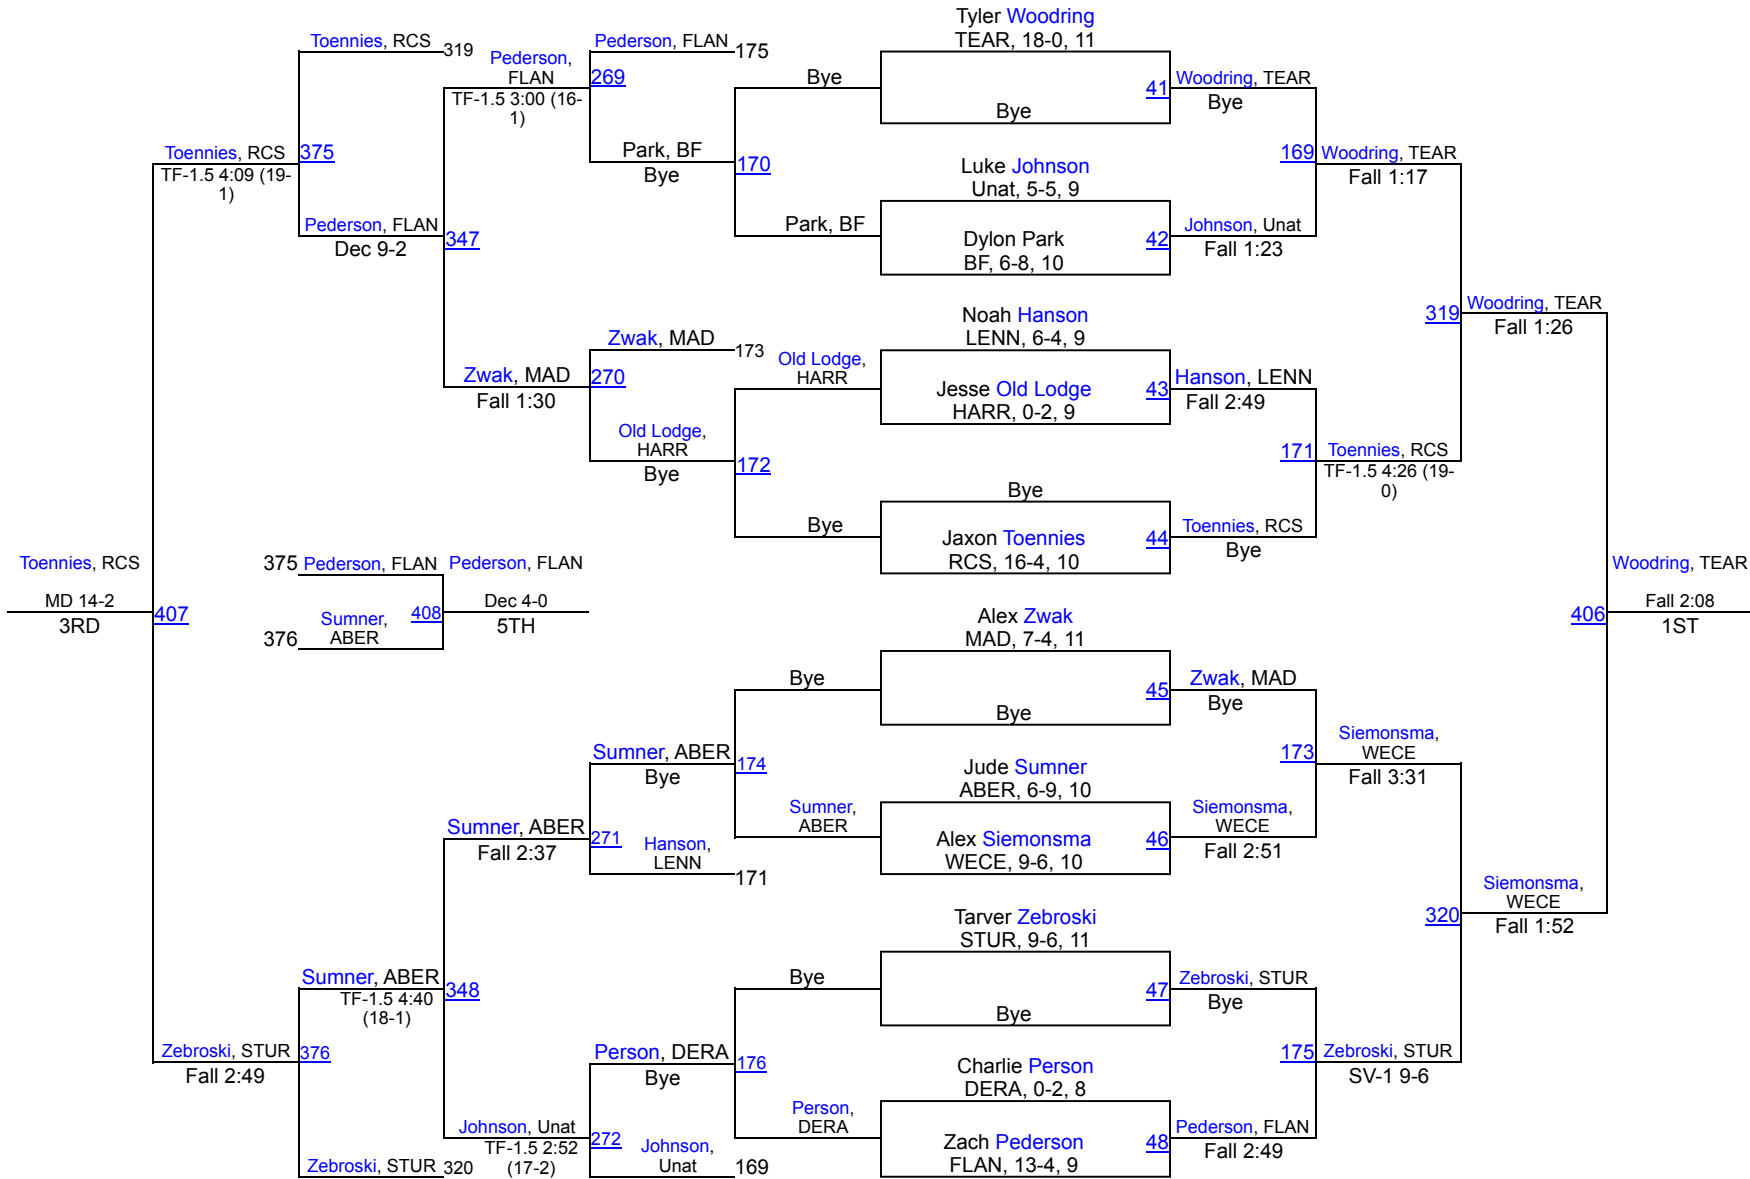 Toennies, RCS
319
Toennies, RCS
TF-1.5 4:09 (19-
1)
375
Pederson, FLAN
Dec 9-2
347
Pederson,
FLAN
TF-1.5 3:00 (16-
1)
269
Pederson, FLAN
175
Park, BF
Bye
170
Bye
Park, BF
Zwak, MAD
Fall 1:30
270
Zwak, MAD
173
Old Lodge,
HARR
Bye
172
Old Lodge,
HARR
Bye
Toennies, RCS
MD 14-2
3RD
407
375
Pederson, FLAN
376
Sumner,
ABER
408
Pederson, FLAN
Dec 4-0
5TH
Sumner, ABER
Bye
174
Bye
Sumner,
ABER
Sumner, ABER
Fall 2:37
271
Hanson,
LENN
171
Sumner, ABER
TF-1.5 4:40
(18-1)
348
Zebroski, STUR
Fall 2:49
376
Zebroski, STUR
320
Person, DERA
Bye
176
Bye
Person,
DERA
Johnson, Unat
TF-1.5 2:52
(17-2)
272
Johnson,
Unat
169
Tyler Woodring
TEAR, 18-0, 11
Bye
41
Woodring, TEAR
Bye
Luke Johnson
Unat, 5-5, 9
Dylon Park
BF, 6-8, 10
42
Johnson, Unat
Fall 1:23
169
Woodring, TEAR
Fall 1:17
Noah Hanson
LENN, 6-4, 9
Jesse Old Lodge
HARR, 0-2, 9
43
Hanson, LENN
Fall 2:49
Bye
Jaxon Toennies
RCS, 16-4, 10
44
Toennies, RCS
Bye
171
Toennies, RCS
TF-1.5 4:26 (19-
0)
319
Woodring, TEAR
Fall 1:26
Alex Zwak
MAD, 7-4, 11
Bye
45
Zwak, MAD
Bye
Jude Sumner
ABER, 6-9, 10
Alex Siemonsma
WECE, 9-6, 10
46
Siemonsma,
WECE
Fall 2:51
173
Siemonsma,
WECE
Fall 3:31
Tarver Zebroski
STUR, 9-6, 11
Bye
47
Zebroski, STUR
Bye
Charlie Person
DERA, 0-2, 8
Zach Pederson
FLAN, 13-4, 9
48
Pederson, FLAN
Fall 2:49
175
Zebroski, STUR
SV-1 9-6
320
Siemonsma,
WECE
Fall 1:52
406
Woodring, TEAR
Fall 2:08
1ST